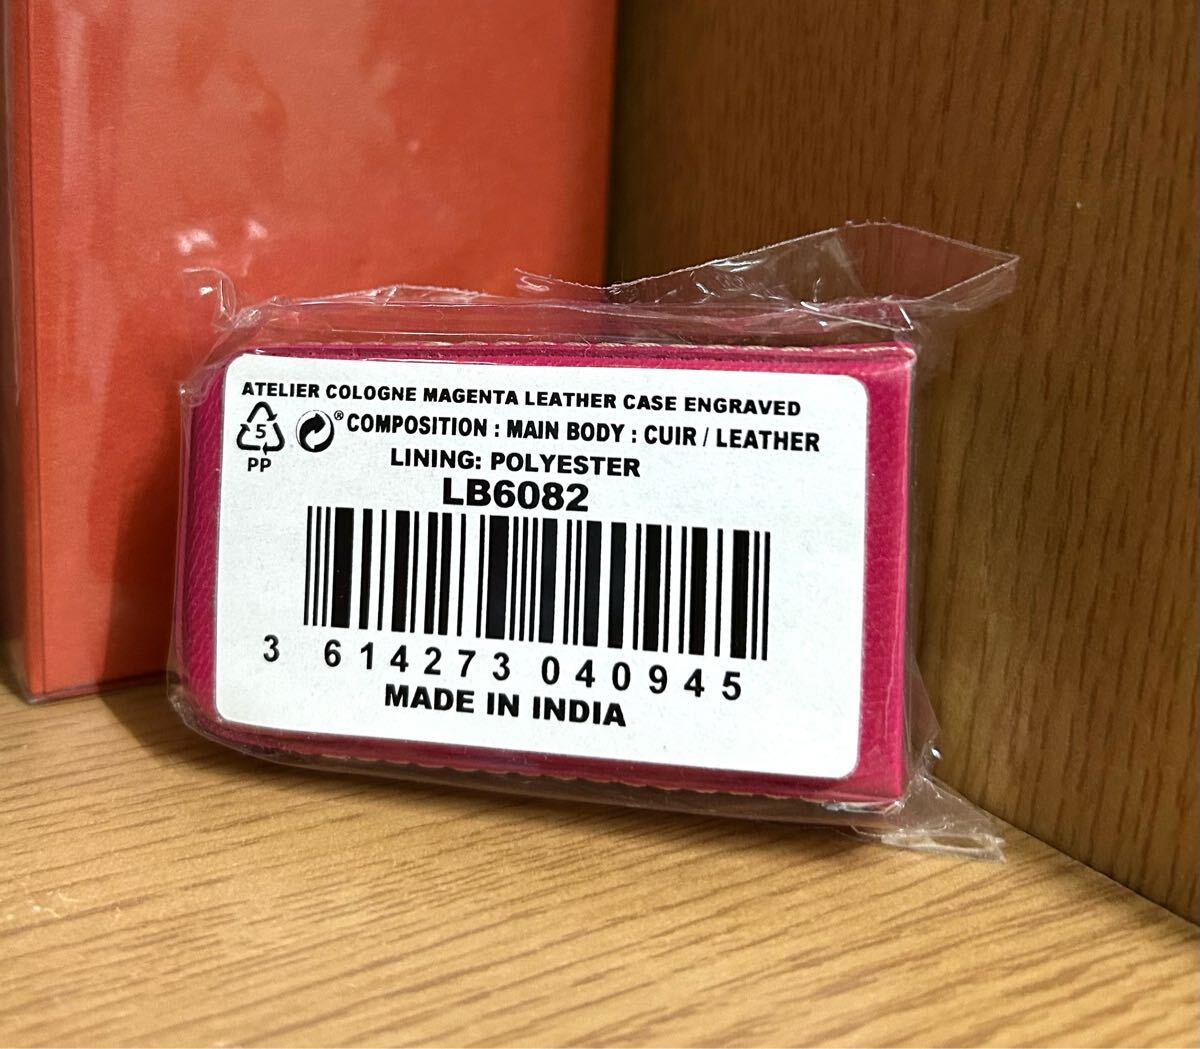 ATELIER COLOGNE MAGENTA LEATHER CASE ENGRAVED
5
PP
® COMPOSITION : MAIN BODY : CUIR / LEATHER
LINING: POLYESTER
LB6082
3 614273 040945
MADE IN INDIA